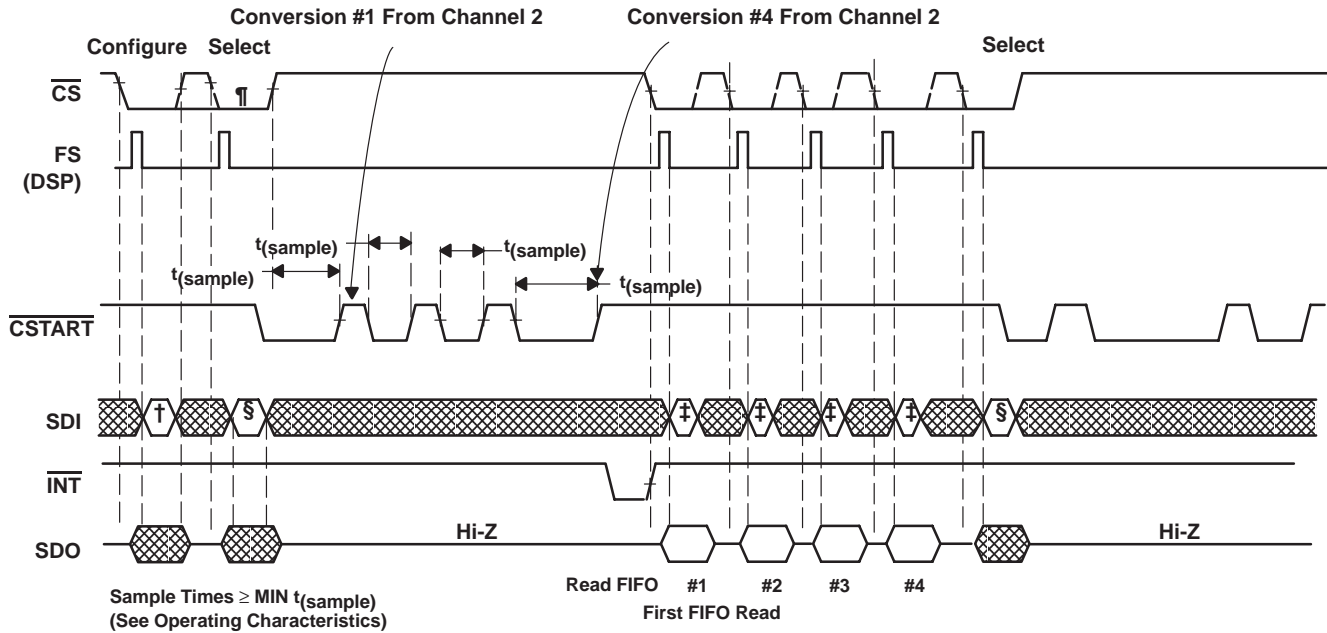 Conversion #1 From Channel 2
Conversion #4 From Channel 2
Configure Select
Select
CS
¶
FS
(DSP)
t(sample)
t(sample)
t(sample)
t(sample)
CSTART
SDI
†
§
‡
‡
‡
‡
§
INT
SDO
Hi-Z
Hi-Z
Read FIFO #1 #2 #3 #4
First FIFO Read
Sample Times ≥ MIN t(sample)
(See Operating Characteristics)